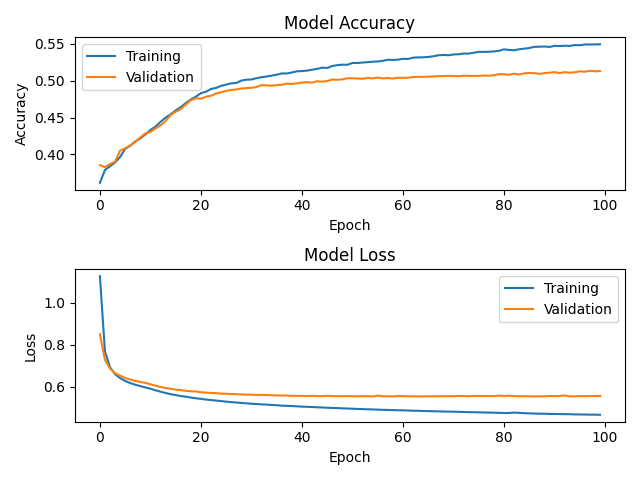 Model Accuracy
0.55
0.50
0.45
0.40
Accuracy
Training
Validation
0 20 40 60 80 100
Epoch
Model Loss
1.0
0.8
0.6
Loss
Training
Validation
0 20 40 60 80 100
Epoch